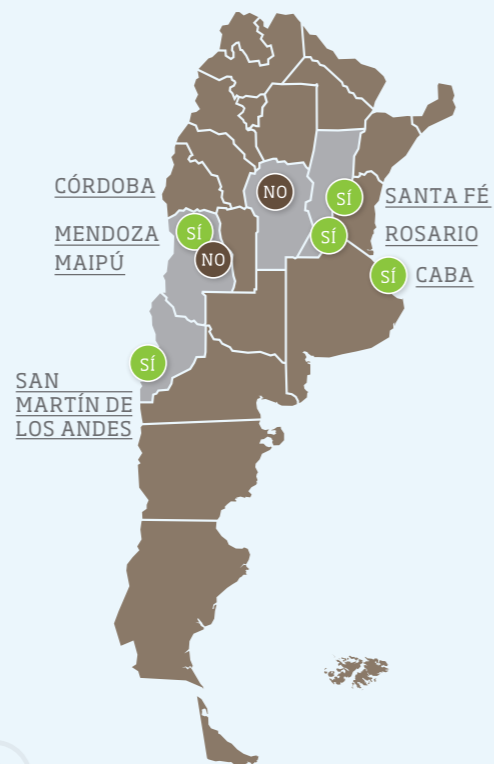 NO
CÓRDOBA
SÍ
SANTA FÉ
MENDOZA
SÍ
SÍ
ROSARIO
MAIPÚ
NO
SÍ
CABA
SÍ
SAN
MARTÍN DE
LOS ANDES